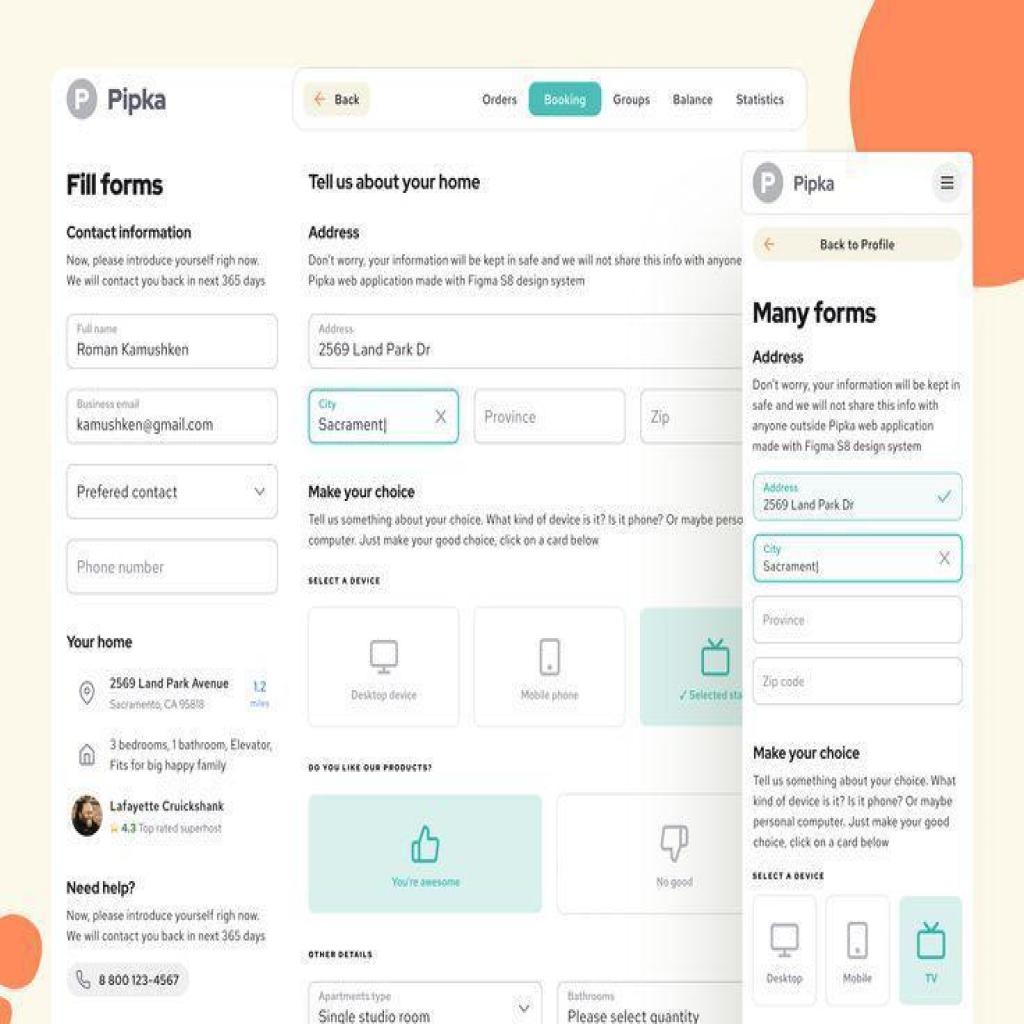 P Pipka
Back
Orders
Booking
Groups
Balance
Statistics
Fill forms
Contact information
Now, please introduce yourself righ now.
We will contact you back in next 365 days
Full name
Roman Kamushken
Business email
kamushken@gmail.com
Prefered contact
Phone number
Your home
2569 Land Park Avenue
Sacramento, CA 95818
1.2
miles
3 bedrooms, 1 bathroom, Elevator,
Fits for big happy family
Lafayette Cruickshank
4.3 Top rated superhost
Need help?
Now, please introduce yourself righ now.
We will contact you back in next 365 days
8 800 123-4567
Tell us about your home
Address
Don't worry, your information will be kept in safe and we will not share this info with anyone
Pipka web application made with Figma S8 design system
Address
2569 Land Park Dr
City
Sacrament
X
Province
Zip
Make your choice
Tell us something about your choice. What kind of device is it? Is it phone? Or maybe perso
computer. Just make your good choice, click on a card below
SELECT A DEVICE
Desktop device
Mobile phone
✓ Selected sta
DO YOU LIKE OUR PRODUCTS?
You're awesome
No good
OTHER DETAILS
Apartments type
Single studio room
Bathrooms
Please select quantity
P Pipka
Back to Profile
Many forms
Address
Don't worry, your information will be kept in
safe and we will not share this info with
anyone outside Pipka web application
made with Figma S8 design system
Address
2569 Land Park Dr
City
Sacrament
X
Province
Zip code
Make your choice
Tell us something about your choice. What
kind of device is it? Is it phone? Or maybe
personal computer. Just make your good
choice, click on a card below
SELECT A DEVICE
Desktop
Mobile
TV